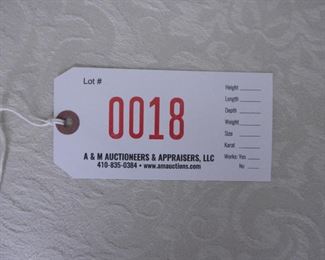 Lot #
0018
A & M AUCTIONEERS & APPRAISERS, LLC
410-835-0384 • www.amauctions.com
Height
Length
Depth
Weight
Size
Karat
Works: Yes
No